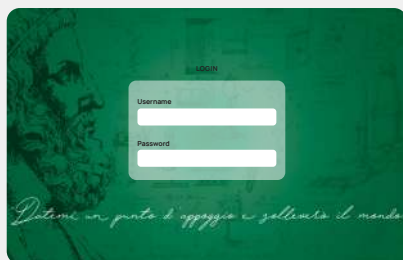 LOGIN
Username
Password
Datemi un punto d'appoggio e solleverò il mondo